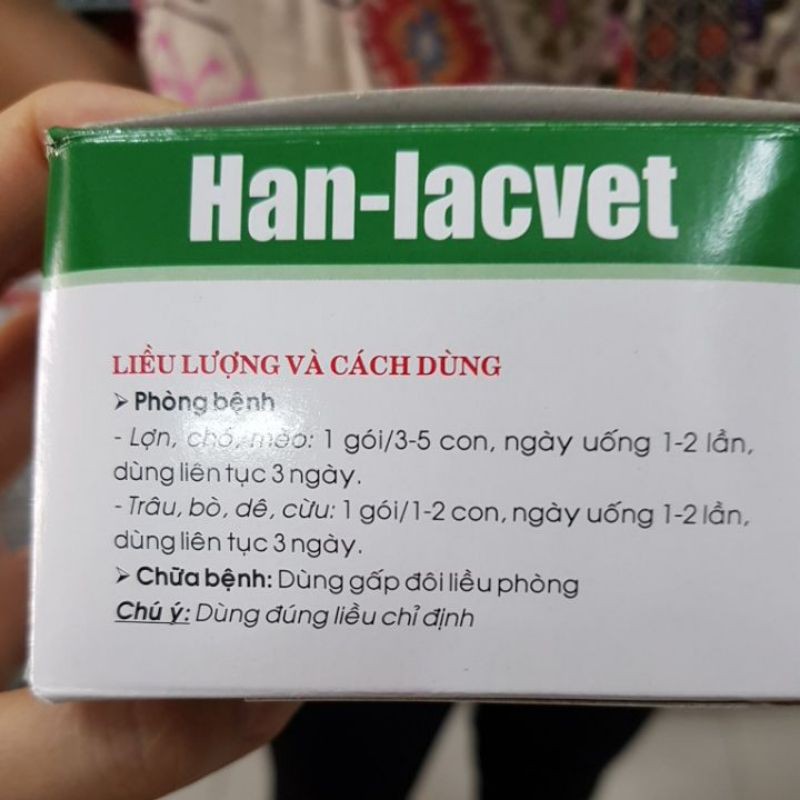 Han-lacvet
LIỀU LƯỢNG VÀ CÁCH DÙNG
➢ Phòng bệnh
- Lợn, chó, mèo: 1 gói/3-5 con, ngày uống 1-2 lần,
dùng liên tục 3 ngày.
- Trâu, bò, dê, cừu: 1 gói/1-2 con, ngày uống 1-2 lần,
dùng liên tục 3 ngày.
➢ Chữa bệnh: Dùng gấp đôi liều phòng
Chú ý: Dùng đúng liều chỉ định